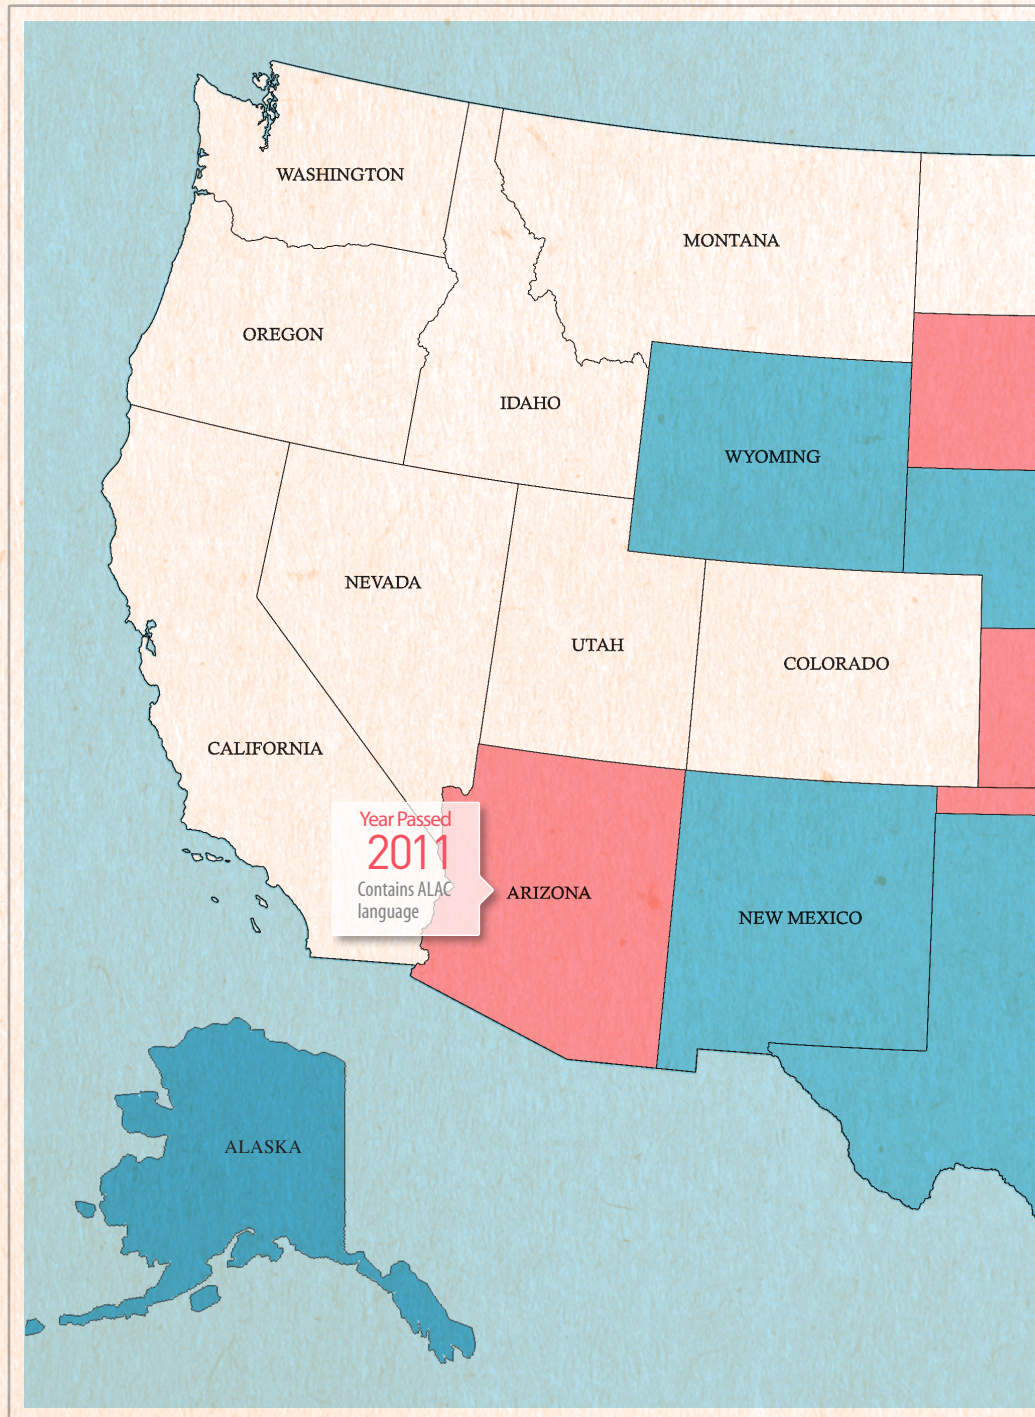 WASHINGTON
MONTANA
OREGON
IDAHO
WYOMING
NEVADA
UTAH
COLORADO
CALIFORNIA
Year Passed
2011
Contains ALAC
language
ARIZONA
NEW MEXICO
ALASKA